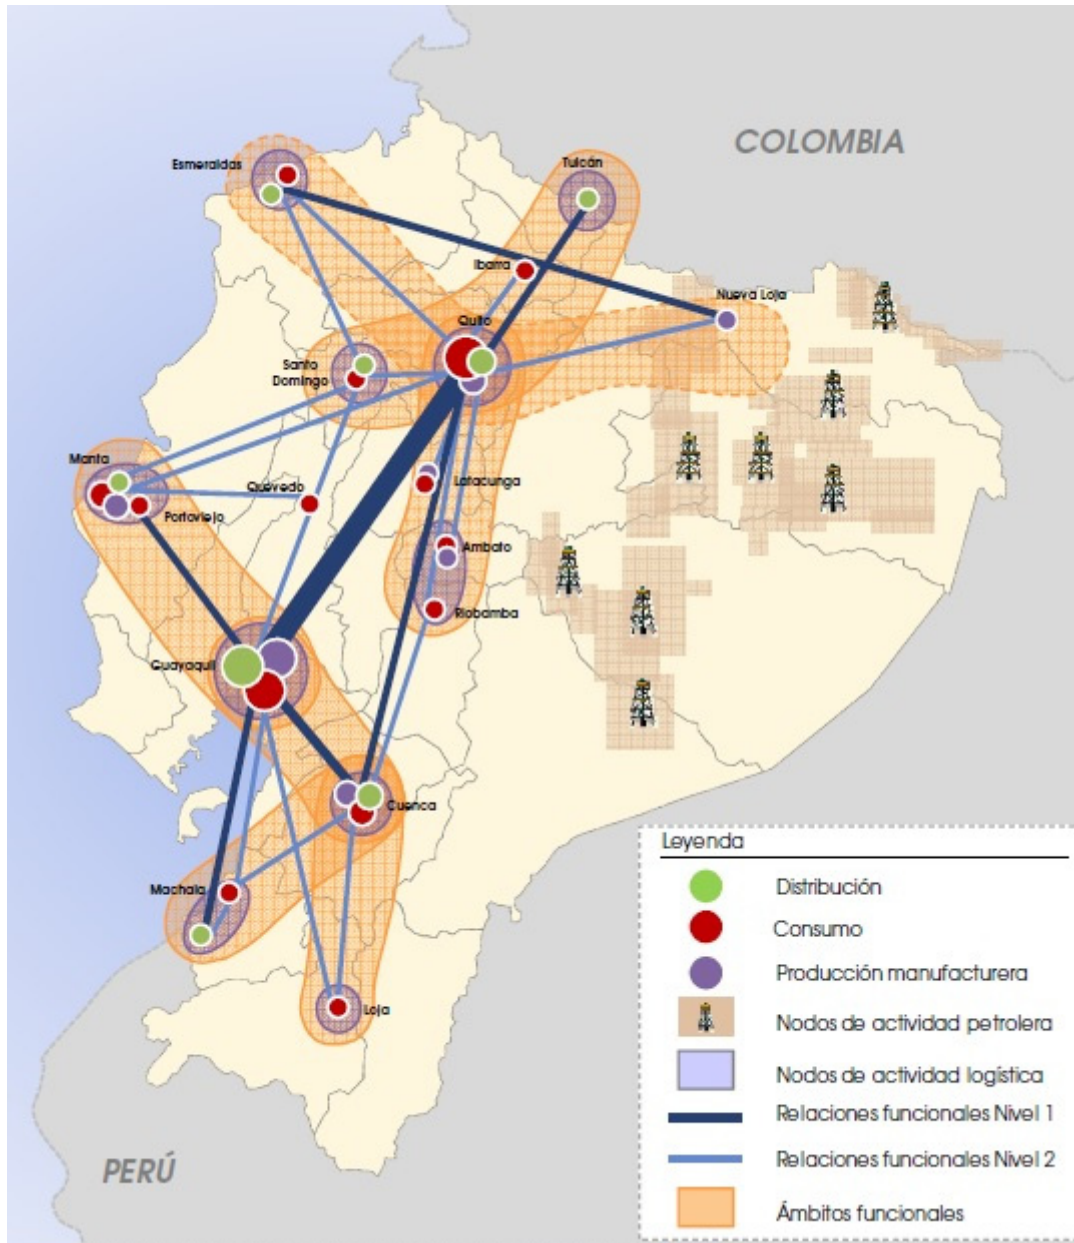 COLOMBIA
Esmeraldas
Tulcán
Ibarra
Nueva Loja
Quito
Santo
Domingo
Manta
Quevedo
Latacunga
Portoviejo
Ambato
Riobamba
Guayaquil
Cuenca
Machala
Loja
PERÚ
Leyenda
Distribución
Consumo
Producción manufacturera
Nodos de actividad petrolera
Nodos de actividad logística
Relaciones funcionales Nivel 1
Relaciones funcionales Nivel 2
Ámbitos funcionales